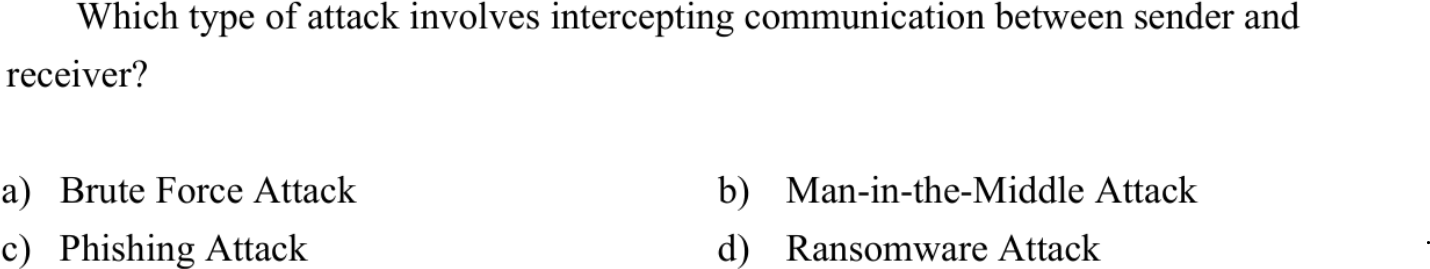 Which type of attack involves intercepting communication between sender and
receiver?
a) Brute Force Attack b) Man-in-the-Middle Attack
c) Phishing Attack d) Ransomware Attack